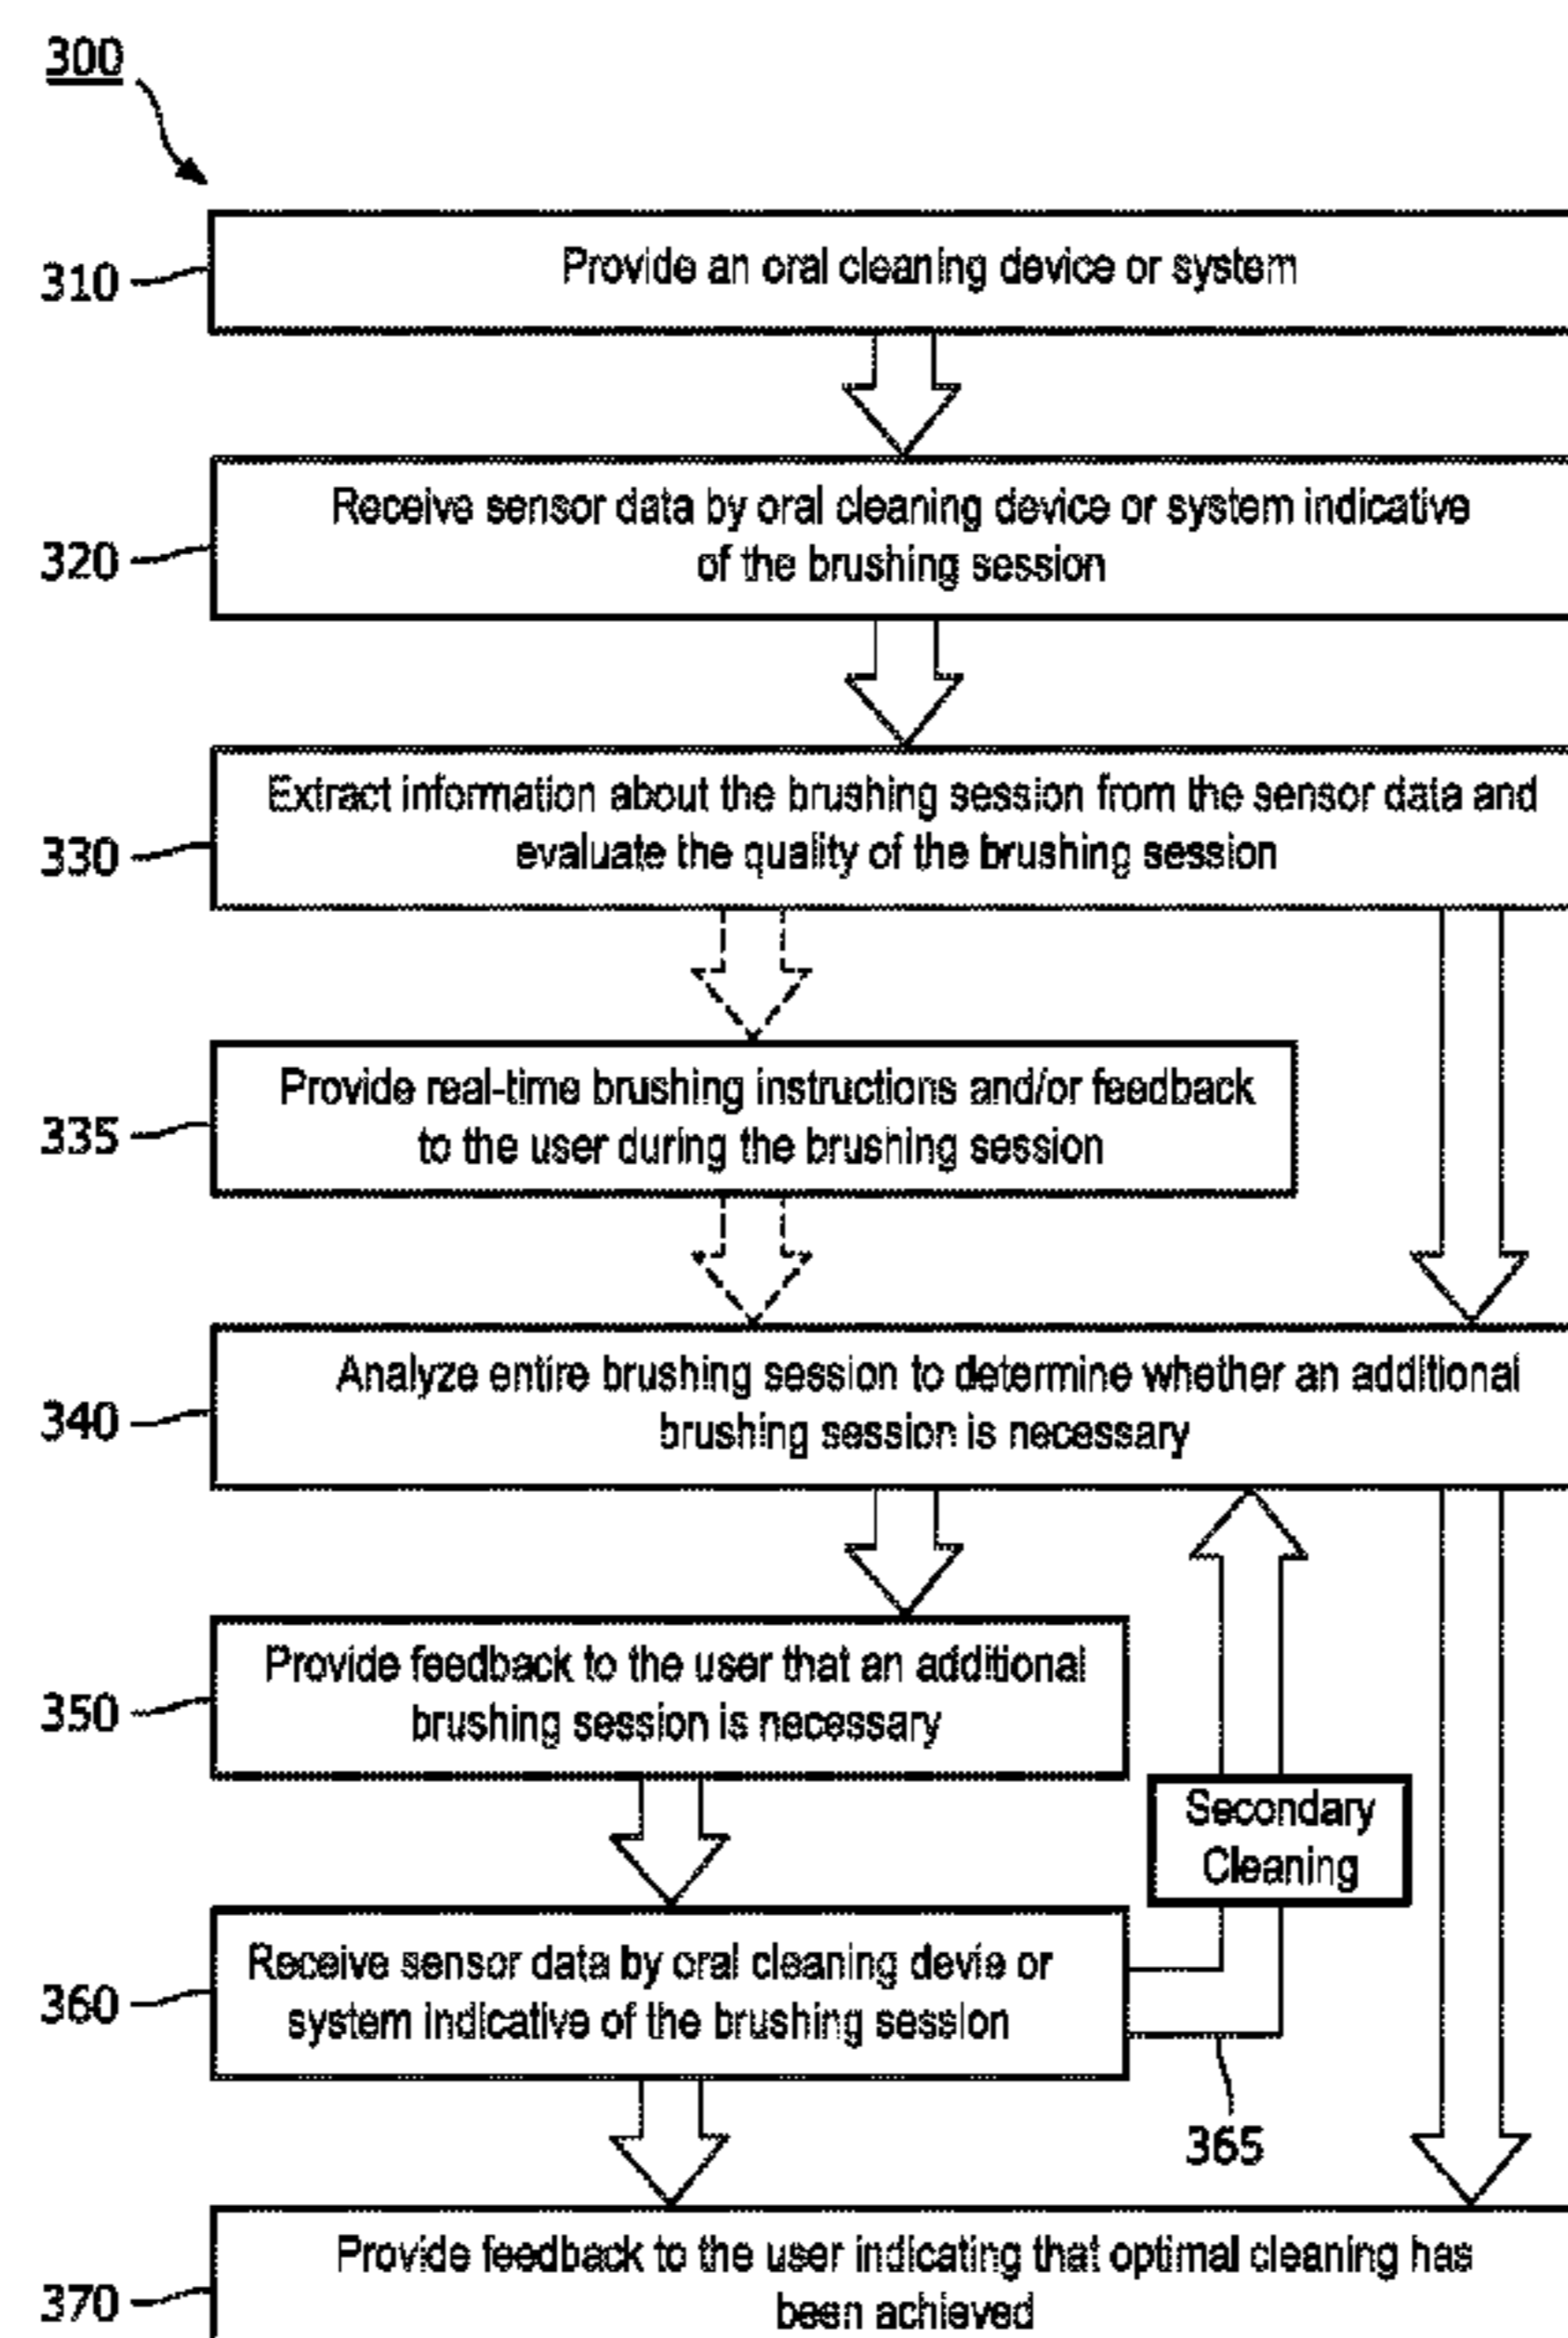 300
310
Provide an oral cleaning device or system
320
Receive sensor data by oral cleaning device or system indicative
of the brushing session
330
Extract information about the brushing session from the sensor data and
evaluate the quality of the brushing session
335
Provide real-time brushing instructions and/or feedback
to the user during the brushing session
340
Analyze entire brushing session to determine whether an additional
brushing session is necessary
350
Provide feedback to the user that an additional
brushing session is necessary
Secondary
Cleaning
360
Receive sensor data by oral cleaning devie or
system indicative of the brushing session
365
370
Provide feedback to the user indicating that optimal cleaning has
been achieved